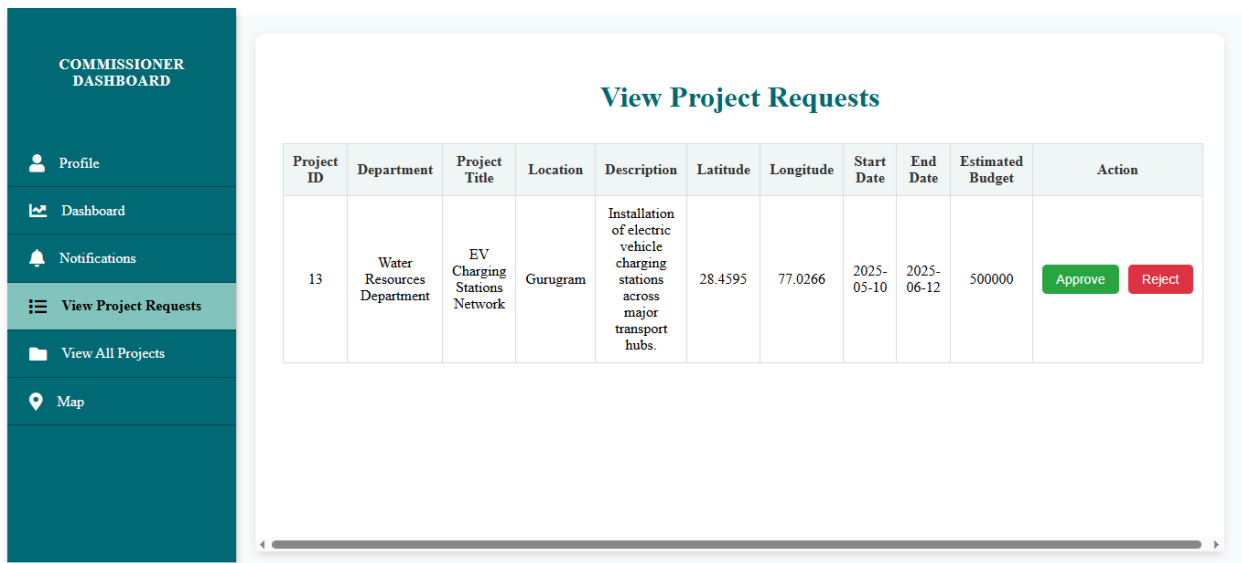 COMMISSIONER
DASHBOARD
Profile
Dashboard
Notifications
View Project Requests
View All Projects
Map
View Project Requests
Project
ID
Department
Project
Title
Location
Description
Latitude
Longitude
Start
Date
End
Date
Estimated
Budget
Action
13
Water
Resources
Department
EV
Charging
Stations
Network
Gurugram
Installation
of electric
vehicle
charging
stations
across
major
transport
hubs.
28.4595
77.0266
2025-
05-10
2025-
06-12
500000
Approve
Reject